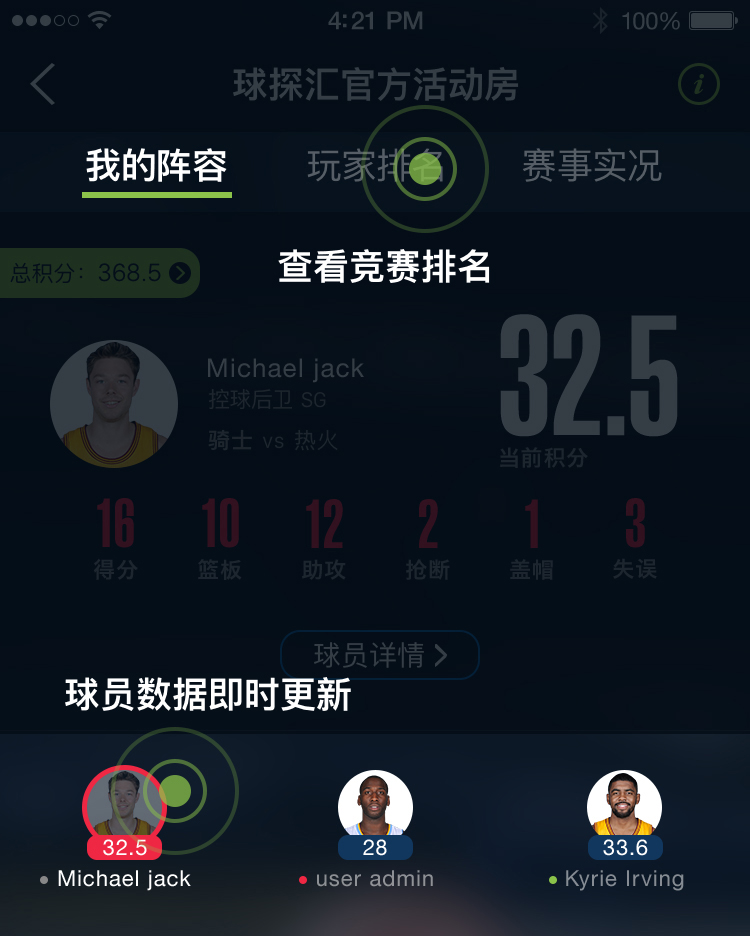 4:21 PM 100%
球探汇官方活动房
我的阵容 玩家排名 赛事实况
总积分：368.5
查看竞赛排名
Michael jack
控球后卫 SG
骑士 vs 热火
32.5
当前积分
16 10 12 2 1 3
得分 篮板 助攻 抢断 盖帽 失误
球员详情
球员数据即时更新
32.5 28 33.6
Michael jack user admin Kyrie Irving